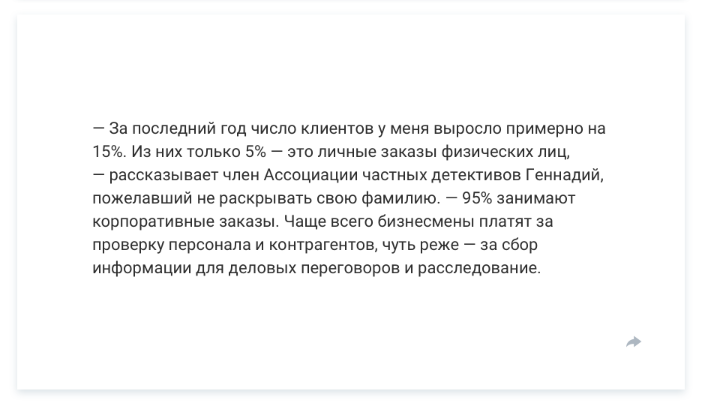 — За последний год число клиентов у меня выросло примерно на
15%. Из них только 5% — это личные заказы физических лиц,
— рассказывает член Ассоциации частных детективов Геннадий,
пожелавший не раскрывать свою фамилию. — 95% занимают
корпоративные заказы. Чаще всего бизнесмены платят за
проверку персонала и контрагентов, чуть реже — за сбор
информации для деловых переговоров и расследование.